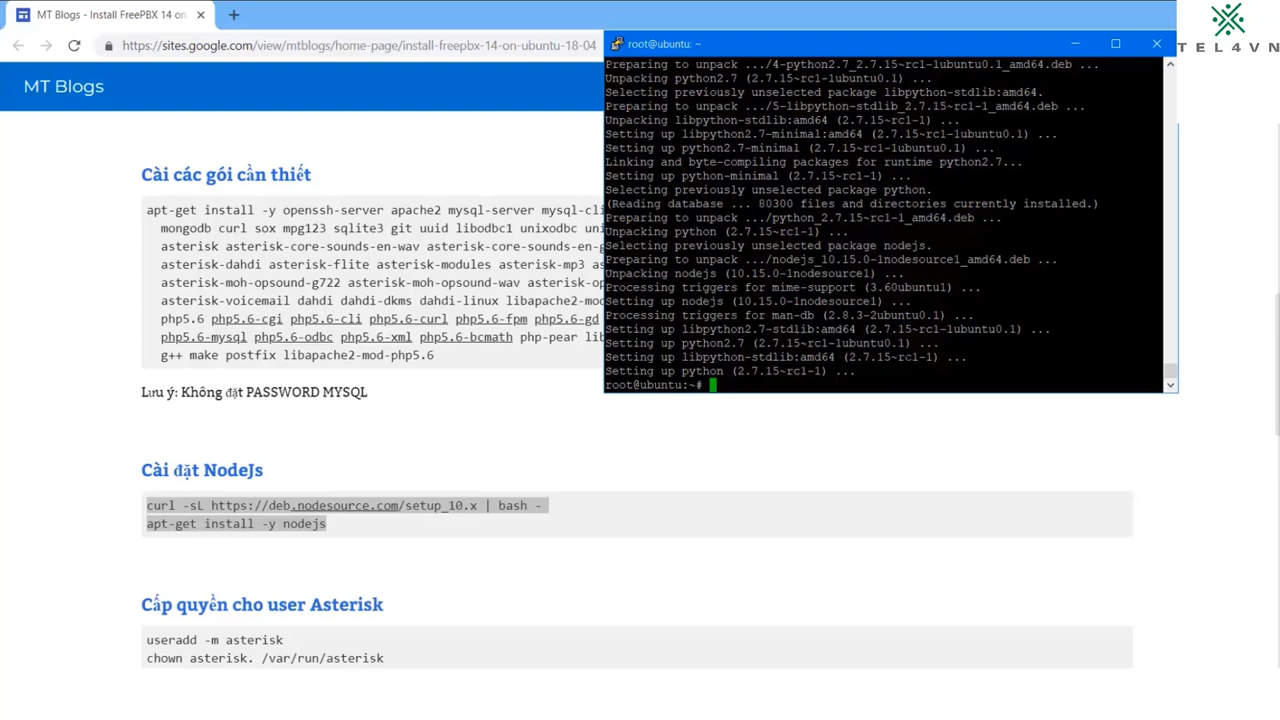 MT Blogs - Install FreePBX 14 on
https://sites.google.com/view/mtblogs/home-page/install-freepbx-14-on-ubuntu-18-04
TEL4VN
MT Blogs
Cài các gói cần thiết
apt-get install -y openssh-server apache2 mysql-server mysql-cli
mongodb curl sox mpg123 sqlite3 git uuid libodbc1 unixodbc un
asterisk asterisk-core-sounds-en-wav asterisk-core-sounds-en-g
asterisk-dahdi asterisk-flite asterisk-modules asterisk-mp3 as
asterisk-moh-opsound-g722 asterisk-moh-opsound-wav asterisk-op
asterisk-voicemail dahdi dahdi-dkms dahdi-linux libapache2-mod
php5.6 php5.6-cgi php5.6-cli php5.6-curl php5.6-fpm php5.6-gd
php5.6-mysql php5.6-odbc php5.6-xml php5.6-bcmath php-pear lib
g++ make postfix libapache2-mod-php5.6
Lưu ý: Không đặt PASSWORD MYSQL
Cài đặt NodeJs
curl -sL https://deb.nodesource.com/setup_10.x | bash -
apt-get install -y nodejs
Cấp quyền cho user Asterisk
useradd -m asterisk
chown asterisk. /var/run/asterisk
root@ubuntu: ~
Preparing to unpack .../4-python2.7_2.7.15~rc1-1ubuntu0.1_amd64.deb ...
Unpacking python2.7 (2.7.15~rc1-1ubuntu0.1) ...
Selecting previously unselected package libpython-stdlib:amd64.
Preparing to unpack .../5-libpython-stdlib_2.7.15~rc1-1_amd64.deb ...
Unpacking libpython-stdlib:amd64 (2.7.15~rc1-1) ...
Setting up libpython2.7-minimal:amd64 (2.7.15~rc1-1ubuntu0.1) ...
Setting up python2.7-minimal (2.7.15~rc1-1ubuntu0.1) ...
Linking and byte-compiling packages for runtime python2.7...
Setting up python-minimal (2.7.15~rc1-1) ...
Selecting previously unselected package python.
(Reading database ... 80300 files and directories currently installed.)
Preparing to unpack .../python_2.7.15~rc1-1_amd64.deb ...
Unpacking python (2.7.15~rc1-1) ...
Selecting previously unselected package nodejs.
Preparing to unpack .../nodejs_10.15.0-1nodesource1_amd64.deb ...
Unpacking nodejs (10.15.0-1nodesource1) ...
Processing triggers for mime-support (3.60ubuntu1) ...
Setting up nodejs (10.15.0-1nodesource1) ...
Processing triggers for man-db (2.8.3-2ubuntu0.1) ...
Setting up libpython2.7-stdlib:amd64 (2.7.15~rc1-1ubuntu0.1) ...
Setting up python2.7 (2.7.15~rc1-1ubuntu0.1) ...
Setting up libpython-stdlib:amd64 (2.7.15~rc1-1) ...
Setting up python (2.7.15~rc1-1) ...
root@ubuntu:~#